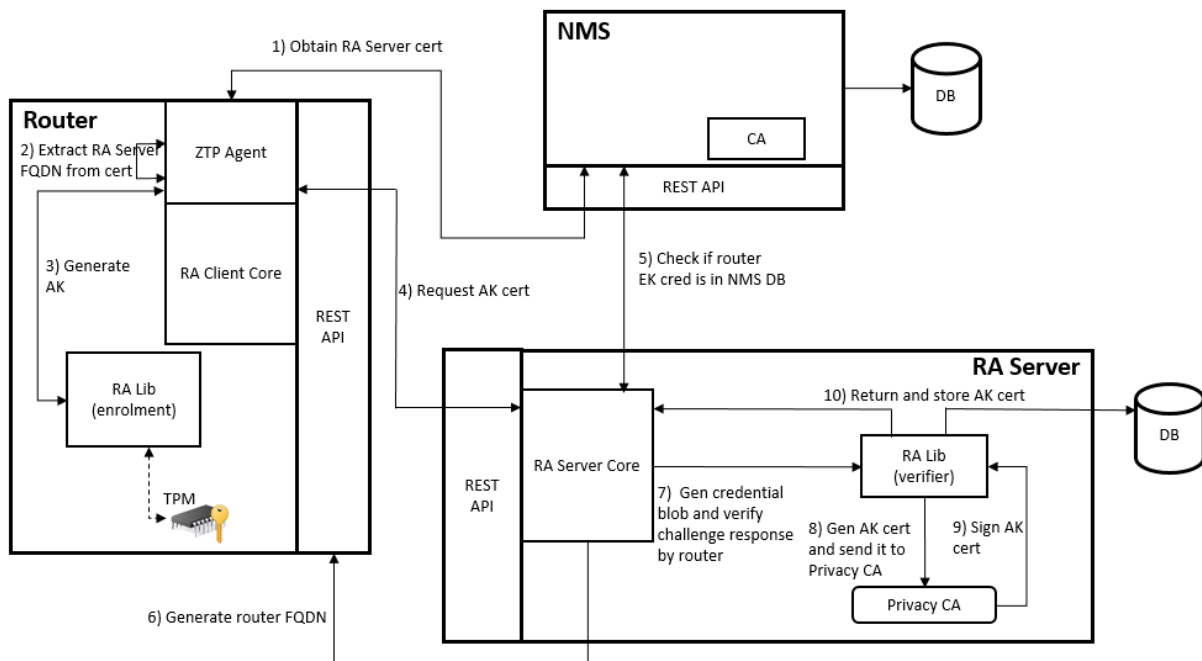 NMS
1) Obtain RA Server cert
DB
Router
CA
2) Extract RA Server
FQDN from cert
ZTP Agent
REST API
3) Generate
AK
RA Client Core
4) Request AK cert
5) Check if router
EK cred is in NMS DB
REST
API
RA Server
RA Lib
(enrolment)
10) Return and store AK cert
DB
RA Server Core
RA Lib
(verifier)
TPM
REST
API
7)  Gen credential
blob and verify
challenge response
by router
8) Gen AK cert
and send it to
Privacy CA
9) Sign AK
cert
Privacy CA
6) Generate router FQDN